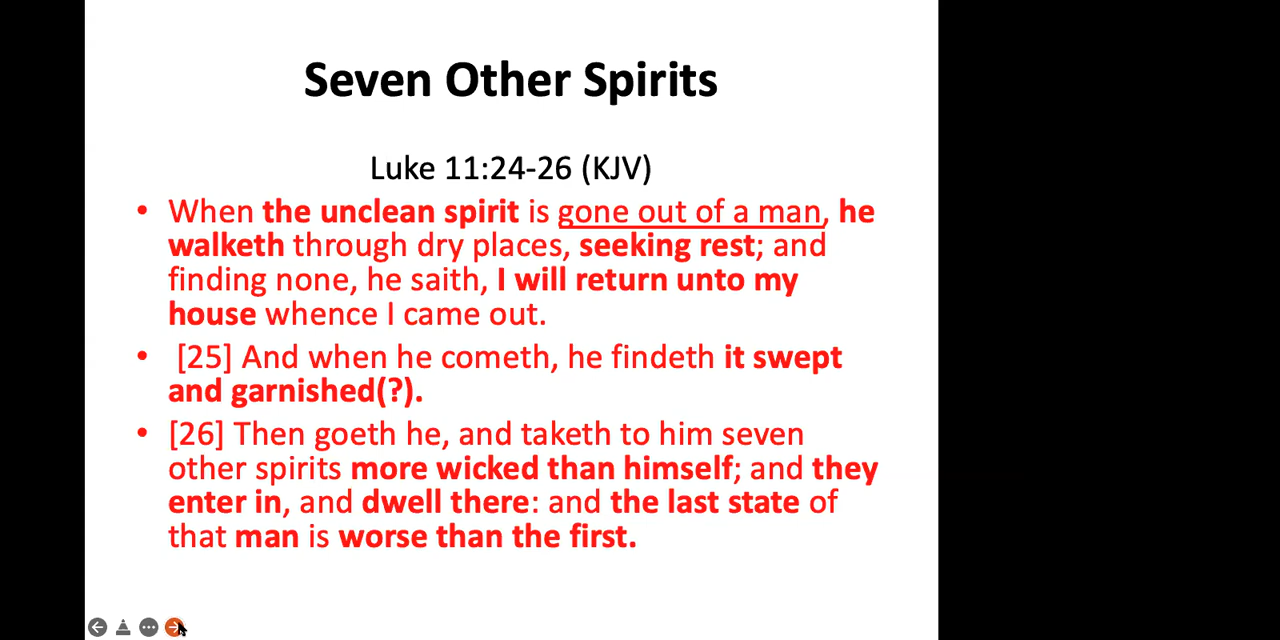 Seven Other Spirits
Luke 11:24-26 (KJV)
• When the unclean spirit is gone out of a man, he
walketh through dry places, seeking rest; and
finding none, he saith, I will return unto my
house whence I came out.
• [25] And when he cometh, he findeth it swept
and garnished(?).
• [26] Then goeth he, and taketh to him seven
other spirits more wicked than himself; and they
enter in, and dwell there: and the last state of
that man is worse than the first.